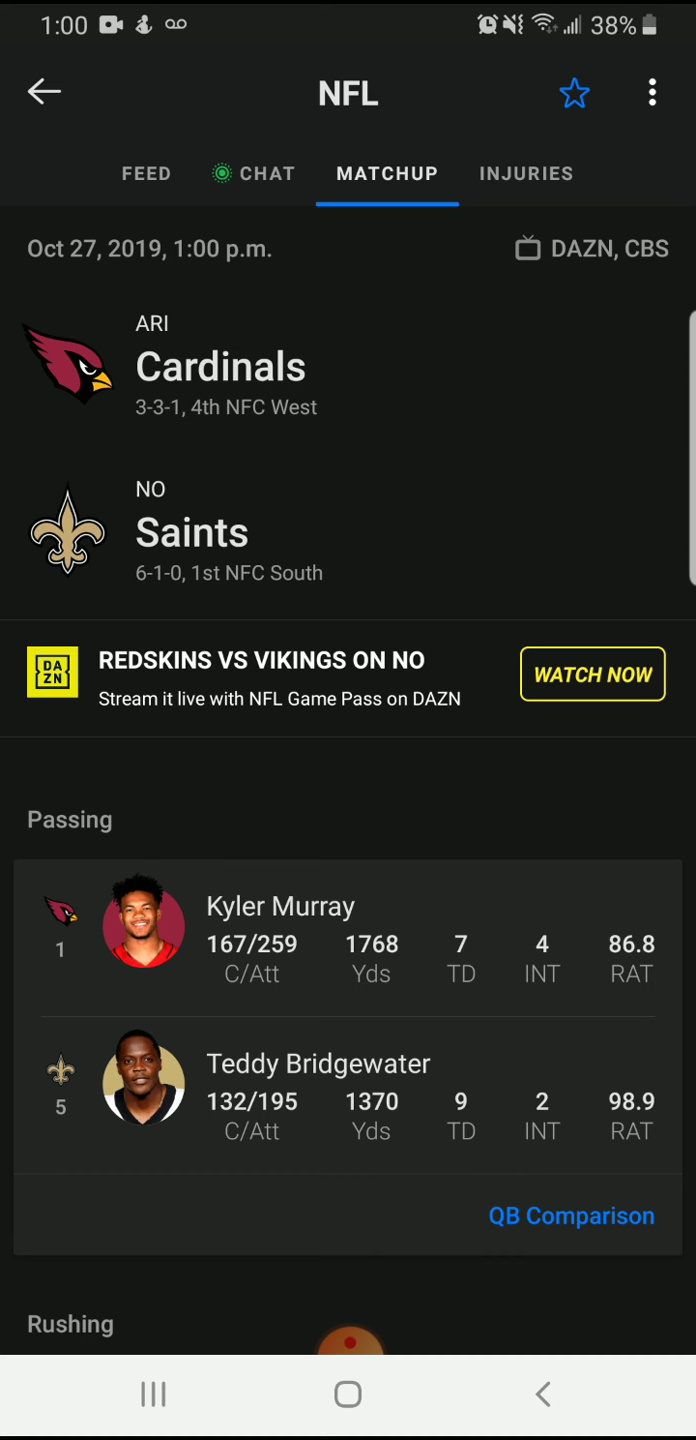 1:00 38%
NFL
FEED CHAT MATCHUP INJURIES
Oct 27, 2019, 1:00 p.m. DAZN, CBS
ARI
Cardinals
3-3-1, 4th NFC West
NO
Saints
6-1-0, 1st NFC South
DA
ZN
REDSKINS VS VIKINGS ON NO
Stream it live with NFL Game Pass on DAZN
WATCH NOW
Passing
Kyler Murray
1 167/259 1768 7 4 86.8
C/Att Yds TD INT RAT
Teddy Bridgewater
5 132/195 1370 9 2 98.9
C/Att Yds TD INT RAT
QB Comparison
Rushing